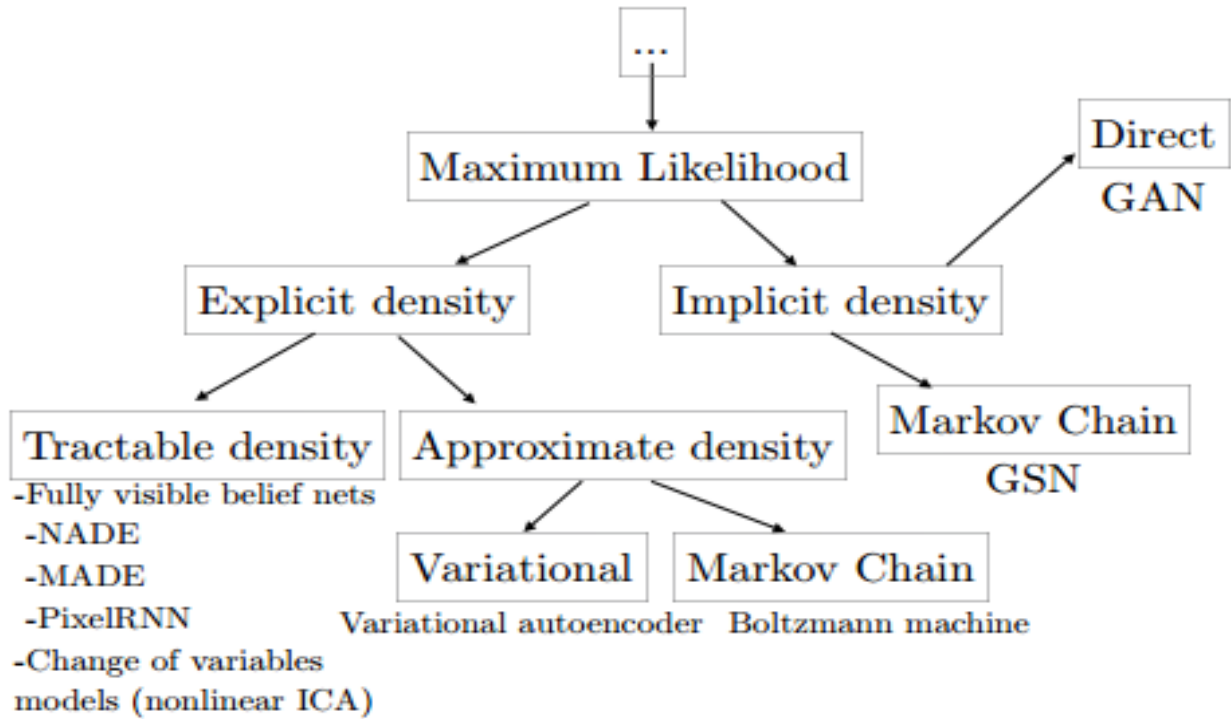 ...
Maximum Likelihood
Direct
GAN
Explicit density
Implicit density
Tractable density
-Fully visible belief nets
-NADE
-MADE
-PixelRNN
-Change of variables
models (nonlinear ICA)
Approximate density
Variational
Variational autoencoder
Markov Chain
Boltzmann machine
Markov Chain
GSN